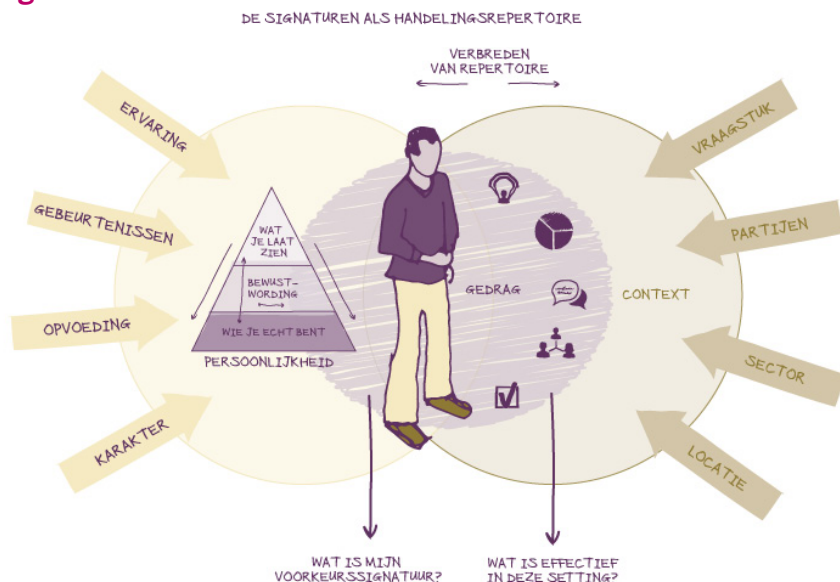 g
DE SIGNATUREN ALS HANDELINGSREPERTOIRE
VERBREDEN
VAN REPERTOIRE
ERVARING
GEBEURTENISSEN
OPVOEDING
KARAKTER
WAT
JE LAAT
ZIEN
BEWUST-
WORDING
WIE JE ECHT BENT
PERSOONLIJKHEID
GEDRAG
CONTEXT
VRAAGSTUK
PARTIJEN
SECTOR
LOCATIE
WAT IS MIJN
VOORKEURSSIGNATUUR?
WAT IS EFFECTIEF
IN DEZE SETTING?